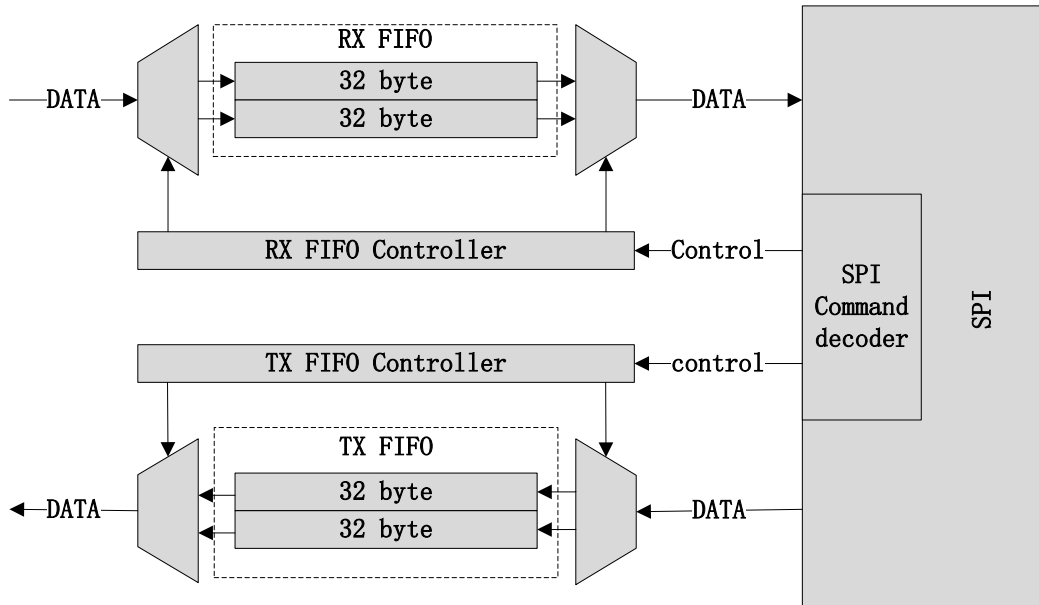 RX FIFO
32 byte
32 byte
DATA
DATA
RX FIFO Controller
Control
SPI
Command
decoder
SPI
TX FIFO Controller
control
TX FIFO
32 byte
32 byte
DATA
DATA